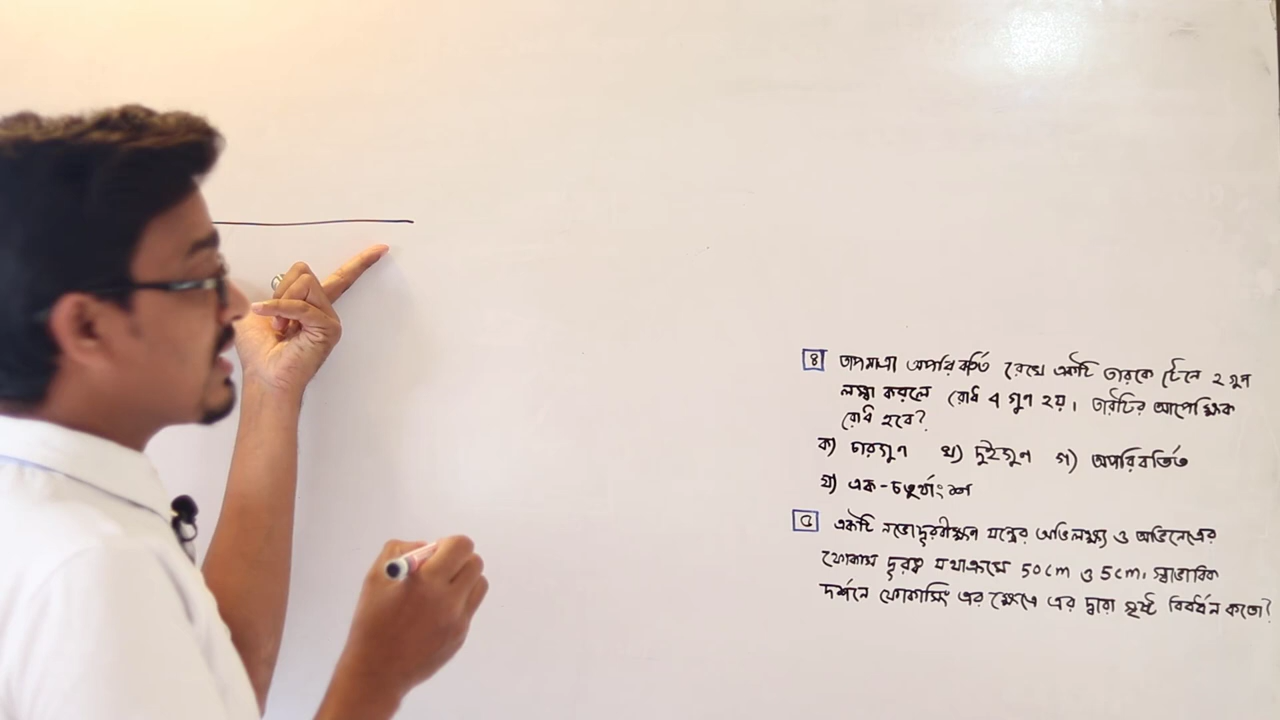 ৪ তাপমাত্রা অপরিবর্তিত রেখে একটি তারকে টেনে ২ গুন
লম্বা করলে রোধ 4 গুন হয়। তারটির আপেক্ষিক
রোধ হবে?
ক) চারগুন খ) দুইগুন গ) অপরিবর্তিত
ঘ) এক-চতুর্থাংশ
৫ একটি নভোদূরবীক্ষন যন্ত্রের অভিলক্ষ্য ও অভিনেত্রের
ফোকাস দূরত্ব যথাক্রমে 50cm ও 5cm। স্বাভাবিক
দর্শনে ফোকাসিং এর ক্ষেত্রে এর দ্বারা সৃষ্ট বিবর্ধন কতো?